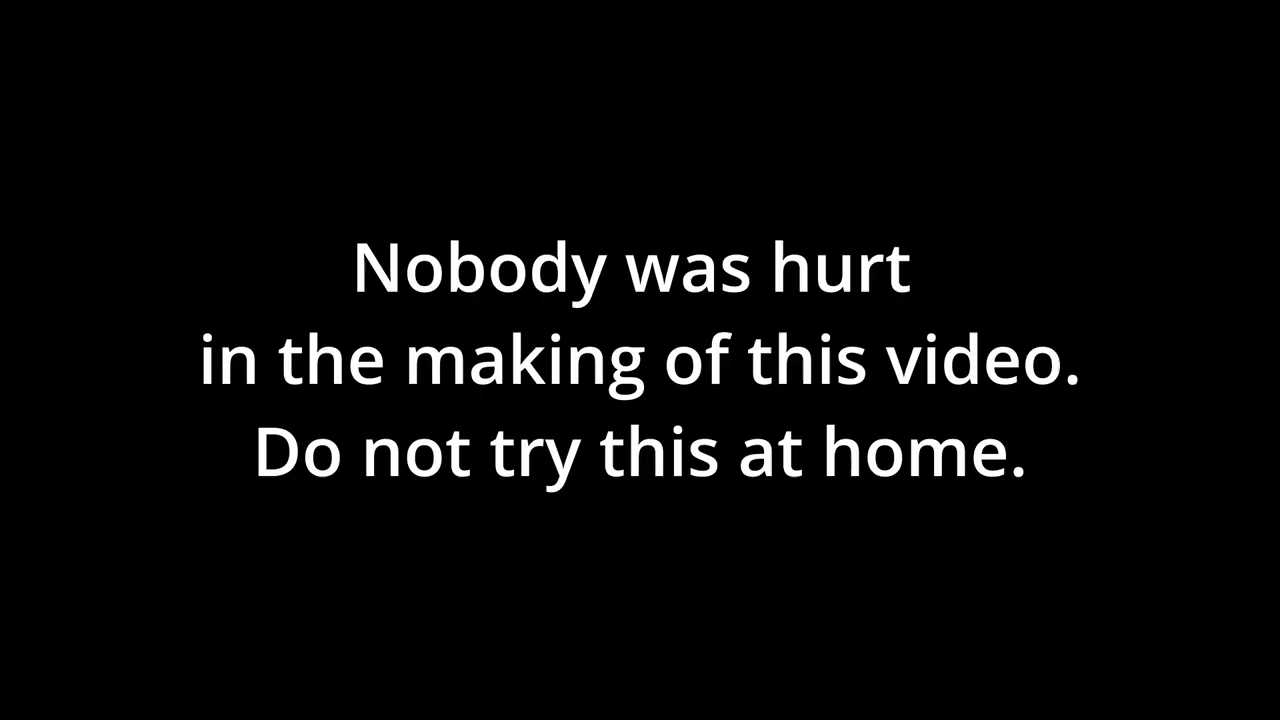 Nobody was hurt
in the making of this video.
Do not try this at home.